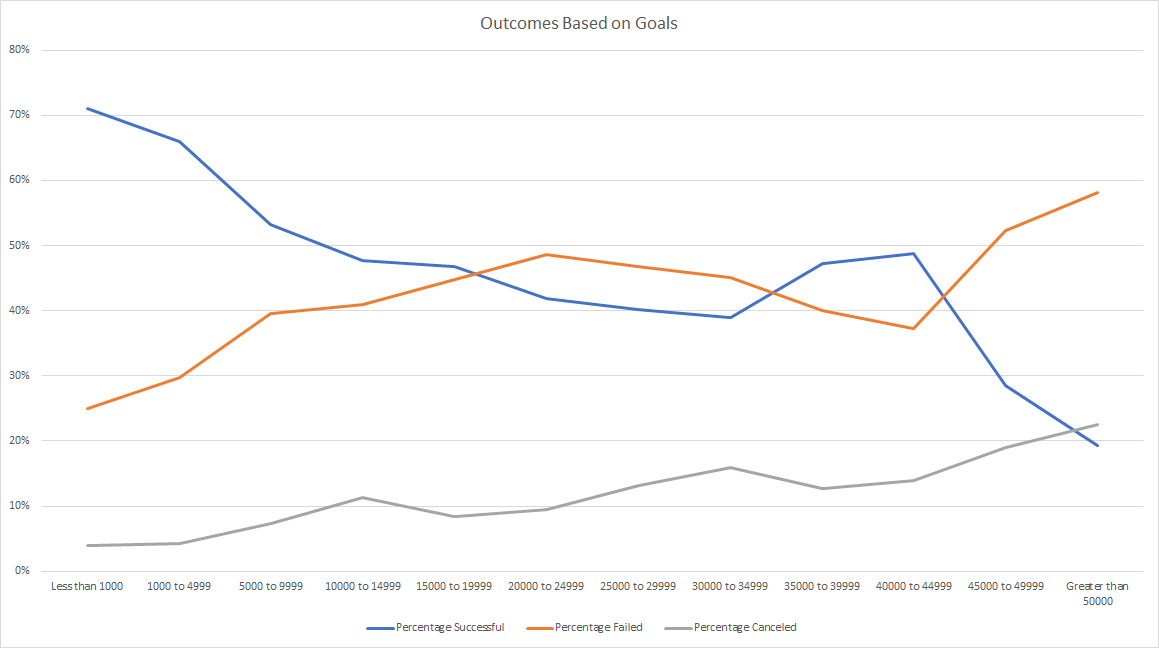 Outcomes Based on Goals
80%
70%
60%
50%
40%
30%
20%
10%
0%
Less than 1000
1000 to 4999
5000 to 9999
10000 to 14999
15000 to 19999
20000 to 24999
25000 to 29999
30000 to 34999
35000 to 39999
40000 to 44999
45000 to 49999
Greater than
50000
Percentage Successful
Percentage Failed
Percentage Canceled